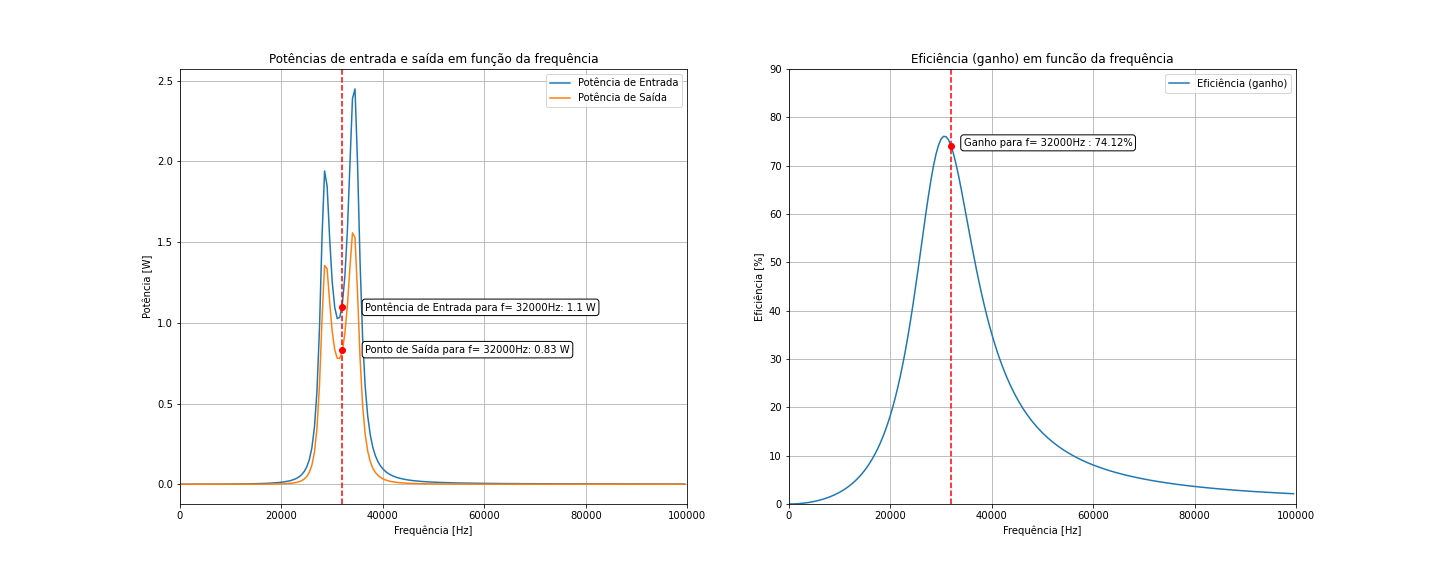 Potências de entrada e saída em função da frequência
2.5
2.0
1.5
1.0
0.5
0.0
Potência [W]
Potência de Entrada
Potência de Saída
Pontência de Entrada para f= 32000Hz: 1.1 W
Ponto de Saída para f= 32000Hz: 0.83 W
0 20000 40000 60000 80000 100000
Frequência [Hz]
Eficiência (ganho) em funcão da frequência
90
80
70
60
50
40
30
20
10
0
Eficiência [%]
Eficiência (ganho)
Ganho para f= 32000Hz : 74.12%
0 20000 40000 60000 80000 100000
Frequência [Hz]